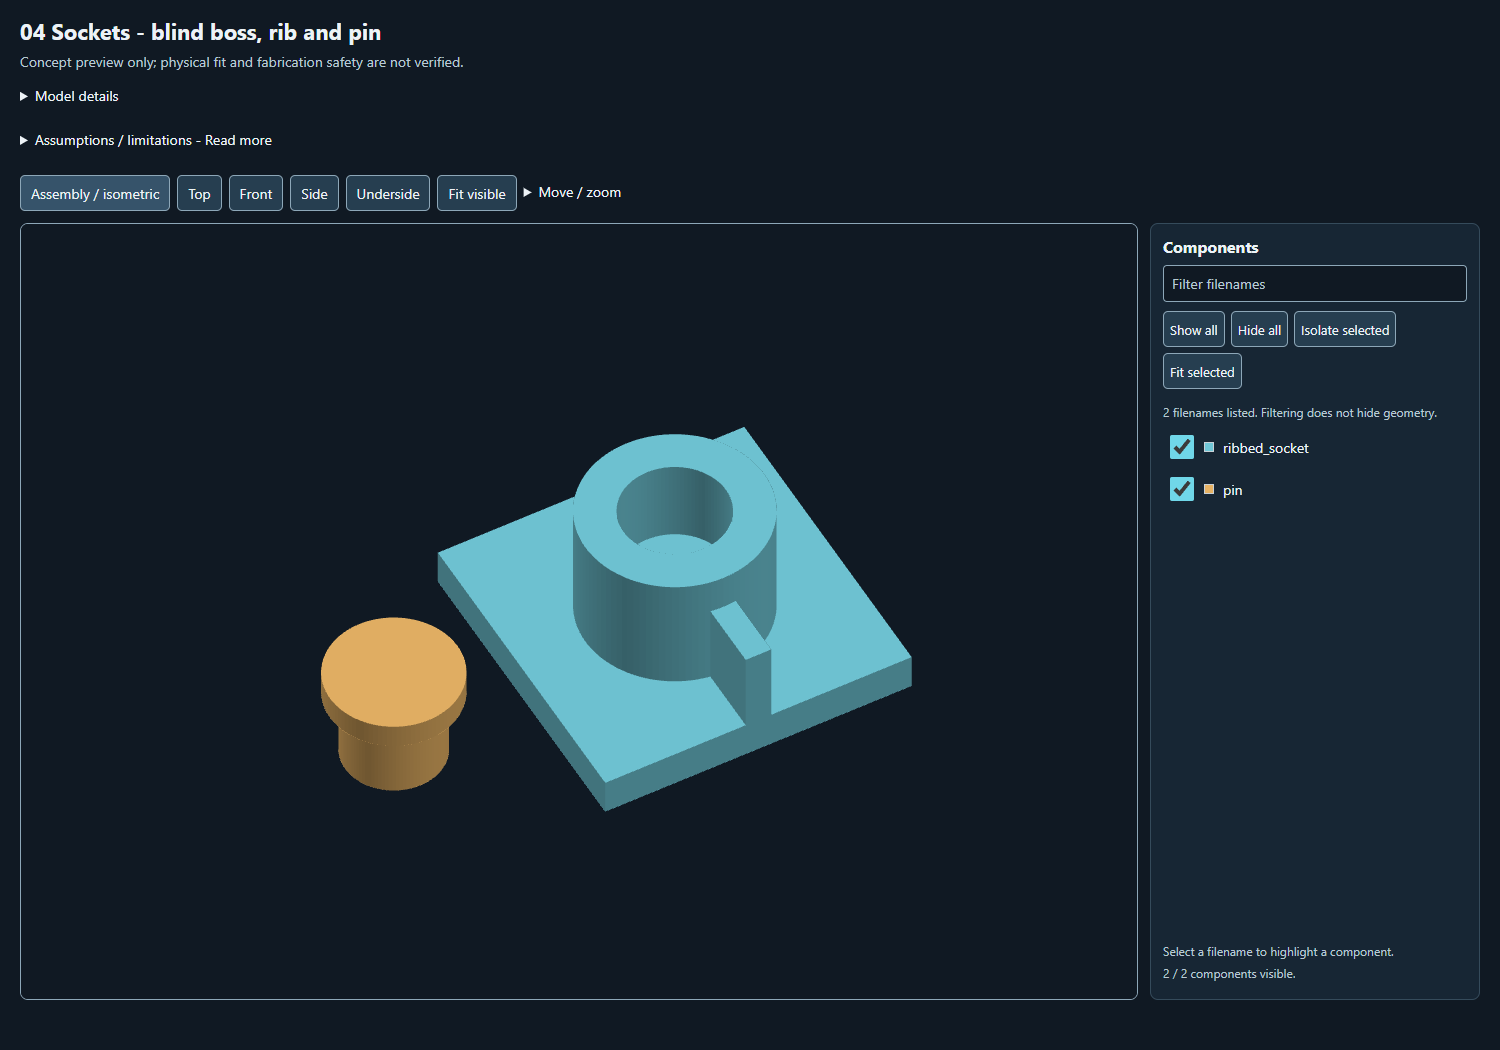 04 Sockets - blind boss, rib and pin
Concept preview only; physical fit and fabrication safety are not verified.
Model details
Assumptions / limitations - Read more
Assembly / isometric Top Front Side Underside Fit visible Move / zoom
Components
Filter filenames
Show all Hide all Isolate selected
Fit selected
2 filenames listed. Filtering does not hide geometry.
ribbed_socket
pin
Select a filename to highlight a component.
2 / 2 components visible.